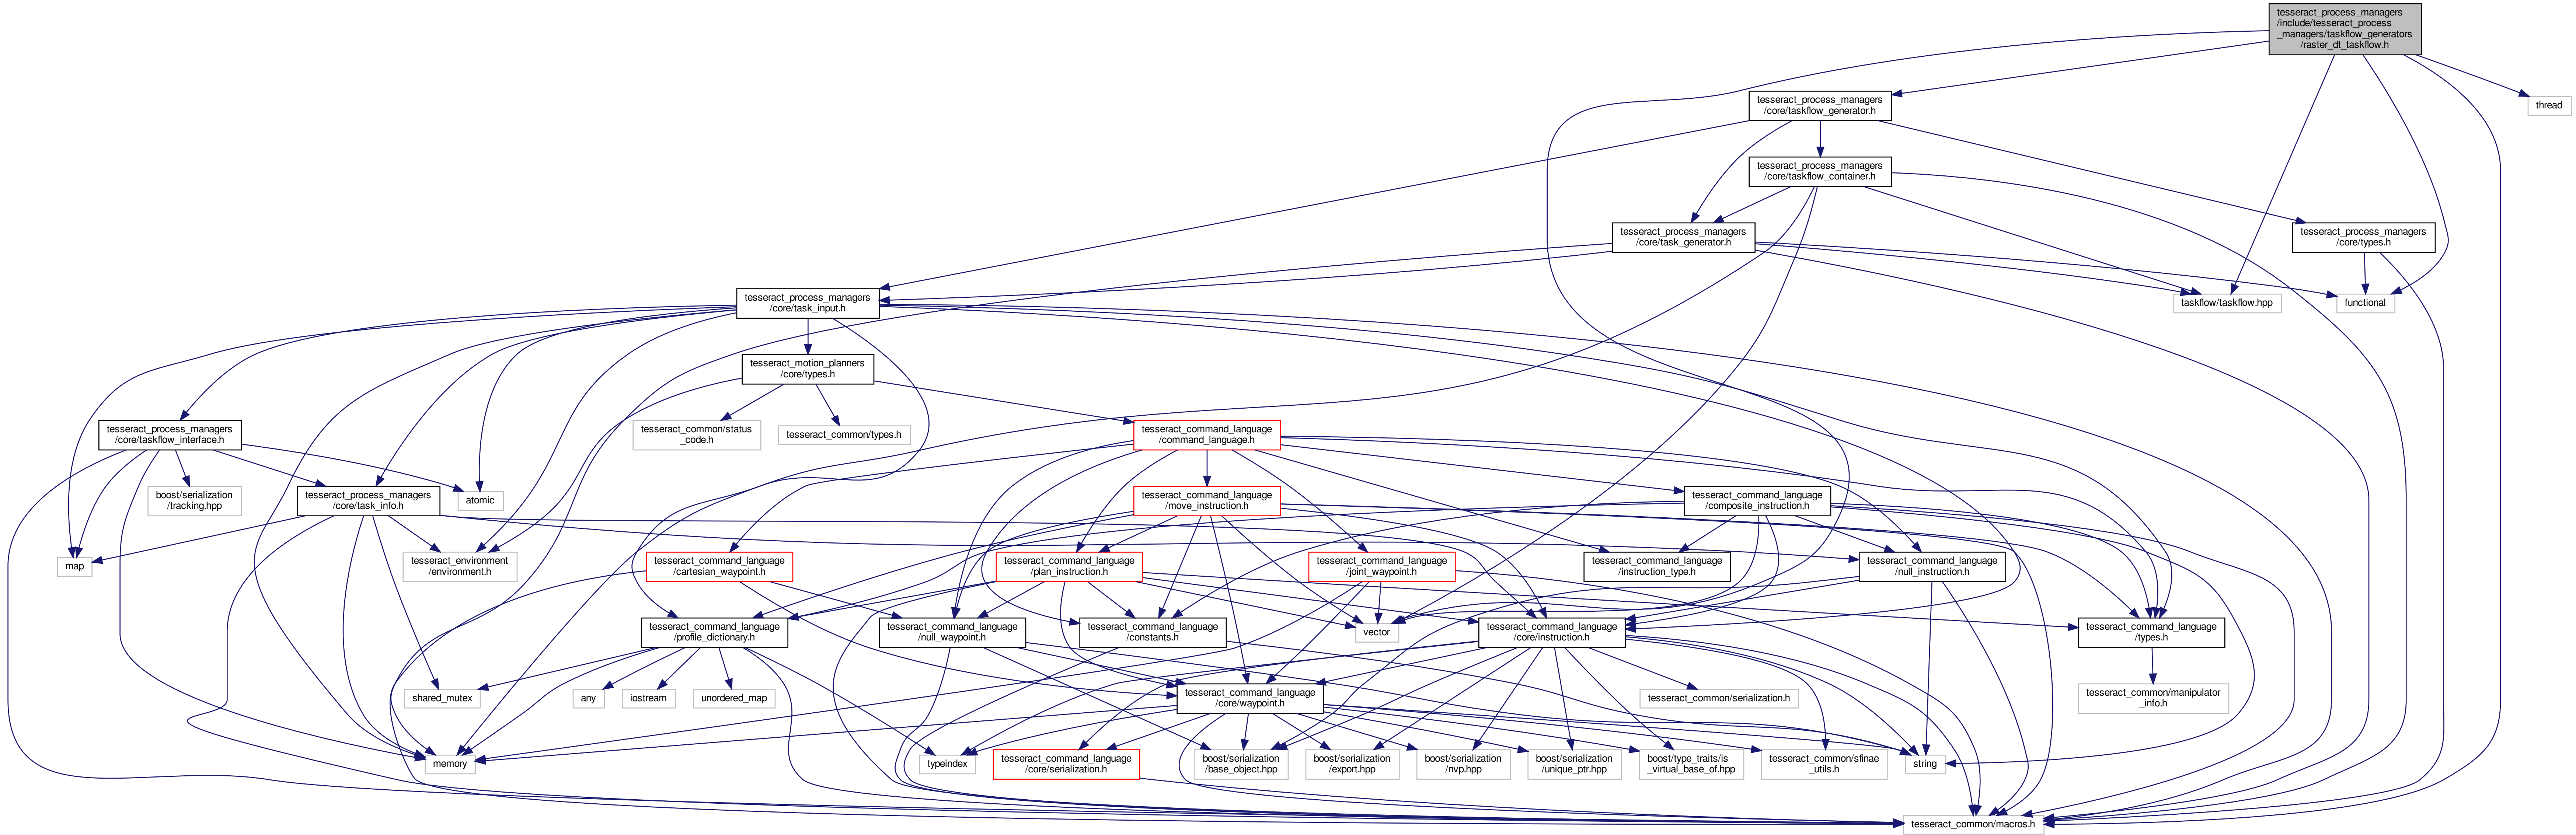 tesseract_process_managers
/include/tesseract_process
_managers/taskflow_generators
/raster_dt_taskflow.h
tesseract_process_managers
/core/taskflow_generator.h
thread
tesseract_process_managers
/core/taskflow_container.h
tesseract_process_managers
/core/task_generator.h
tesseract_process_managers
/core/types.h
tesseract_process_managers
/core/task_input.h
taskflow/taskflow.hpp
functional
tesseract_motion_planners
/core/types.h
tesseract_process_managers
/core/taskflow_interface.h
tesseract_common/status
_code.h
tesseract_common/types.h
tesseract_command_language
/command_language.h
boost/serialization
/tracking.hpp
tesseract_process_managers
/core/task_info.h
atomic
tesseract_command_language
/move_instruction.h
tesseract_command_language
/composite_instruction.h
map
tesseract_environment
/environment.h
tesseract_command_language
/cartesian_waypoint.h
tesseract_command_language
/plan_instruction.h
tesseract_command_language
/joint_waypoint.h
tesseract_command_language
/instruction_type.h
tesseract_command_language
/null_instruction.h
tesseract_command_language
/profile_dictionary.h
tesseract_command_language
/null_waypoint.h
tesseract_command_language
/constants.h
vector
tesseract_command_language
/core/instruction.h
tesseract_command_language
/types.h
shared_mutex
any
iostream
unordered_map
tesseract_command_language
/core/waypoint.h
tesseract_common/serialization.h
tesseract_common/manipulator
_info.h
memory
typeindex
tesseract_command_language
/core/serialization.h
boost/serialization
/base_object.hpp
boost/serialization
/export.hpp
boost/serialization
/nvp.hpp
boost/serialization
/unique_ptr.hpp
boost/type_traits/is
_virtual_base_of.hpp
tesseract_common/sfinae
_utils.h
string
tesseract_common/macros.h